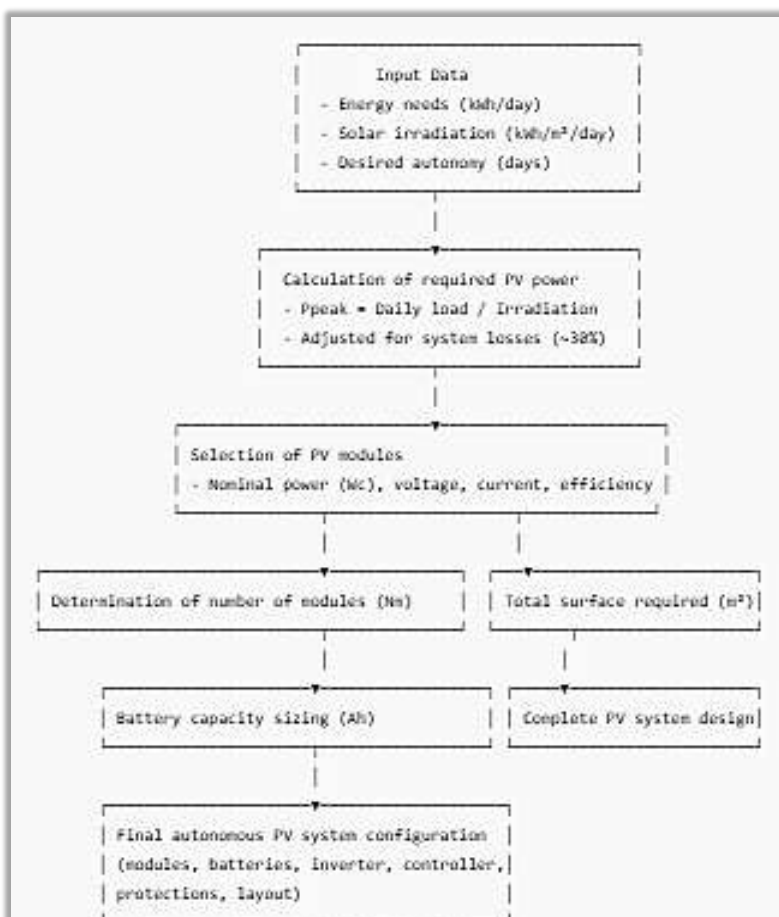 Input Data
- Energy needs (kWh/day)
- Solar irradiation (kWh/m²/day)
- Desired autonomy (days)
Calculation of required PV power
- Ppeak = Daily load / Irradiation
- Adjusted for system losses (~30%)
Selection of PV modules
- Nominal power (Wc), voltage, current, efficiency
Determination of number of modules (Nm)
Total surface required (m²)
Battery capacity sizing (Ah)
Complete PV system design
Final autonomous PV system configuration
(modules, batteries, inverter, controller,
protections, layout)